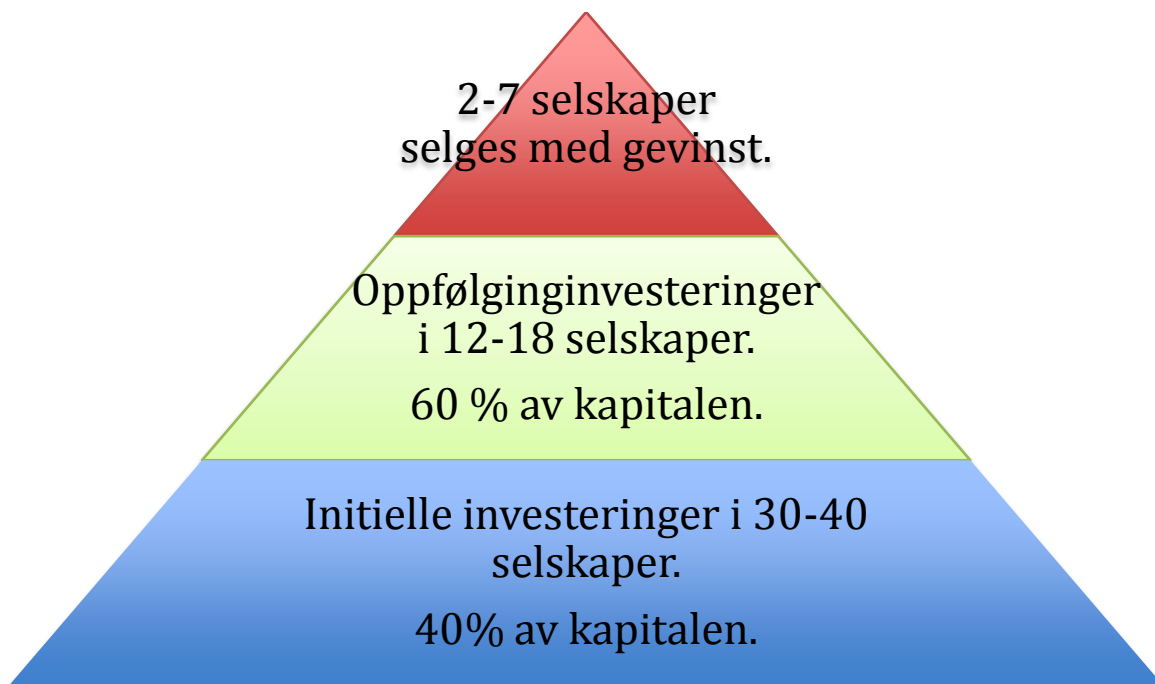 2-7 selskaper
selges med gevinst.
Oppfølginginvesteringer
i 12-18 selskaper.
60 % av kapitalen.
Initielle investeringer i 30-40
selskaper.
40% av kapitalen.